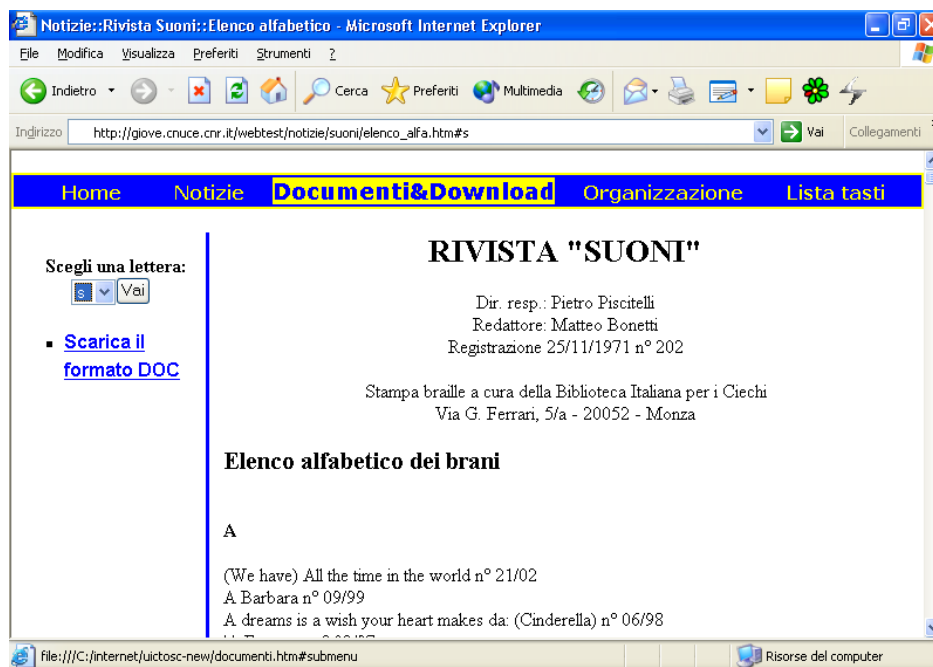 Notizie::Rivista Suoni::Elenco alfabetico - Microsoft Internet Explorer
File Modifica Visualizza Preferiti Strumenti ?
Indietro Cerca Preferiti Multimedia
Indirizzo http://giove.cnuce.cnr.it/webtest/notizie/suoni/elenco_alfa.htm#s Vai Collegamenti
Home Notizie Documenti&Download Organizzazione Lista tasti
Scegli una lettera:
s Vai
Scarica il
formato DOC
RIVISTA "SUONI"
Dir. resp.: Pietro Piscitelli
Redattore: Matteo Bonetti
Registrazione 25/11/1971 n° 202
Stampa braille a cura della Biblioteca Italiana per i Ciechi
Via G. Ferrari, 5/a - 20052 - Monza
Elenco alfabetico dei brani
A
(We have) All the time in the world n° 21/02
A Barbara n° 09/99
A dreams is a wish your heart makes da: (Cinderella) n° 06/98
file:///C:/internet/uictosc-new/documenti.htm#submenu Risorse del computer